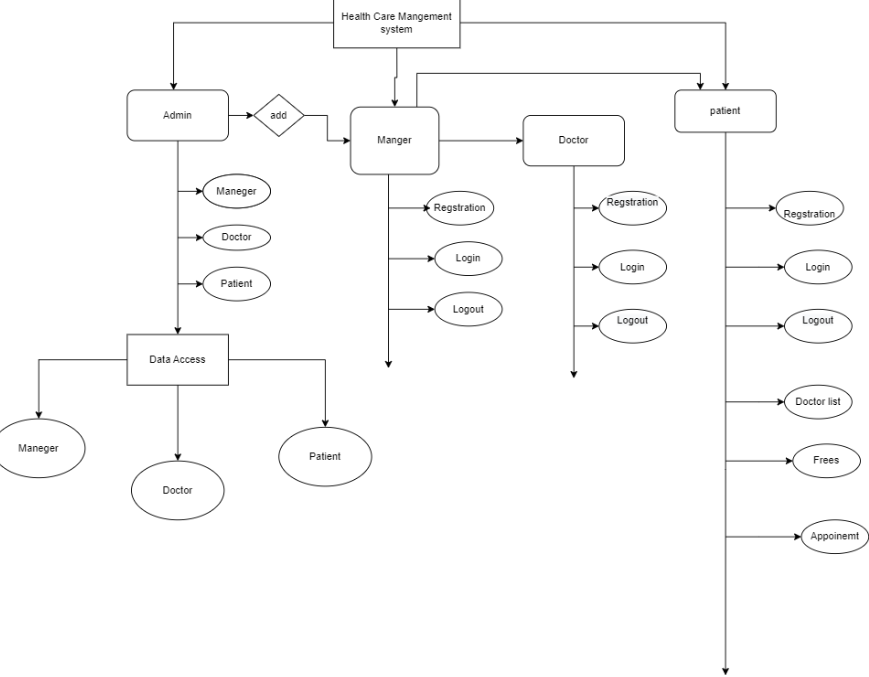 Health Care Mangement
system
Admin
add
Manger
Doctor
patient
Maneger
Doctor
Patient
Regstration
Login
Logout
Regstration
Login
Logout
Regstration
Login
Logout
Doctor list
Frees
Appoinemt
Data Access
Maneger
Doctor
Patient